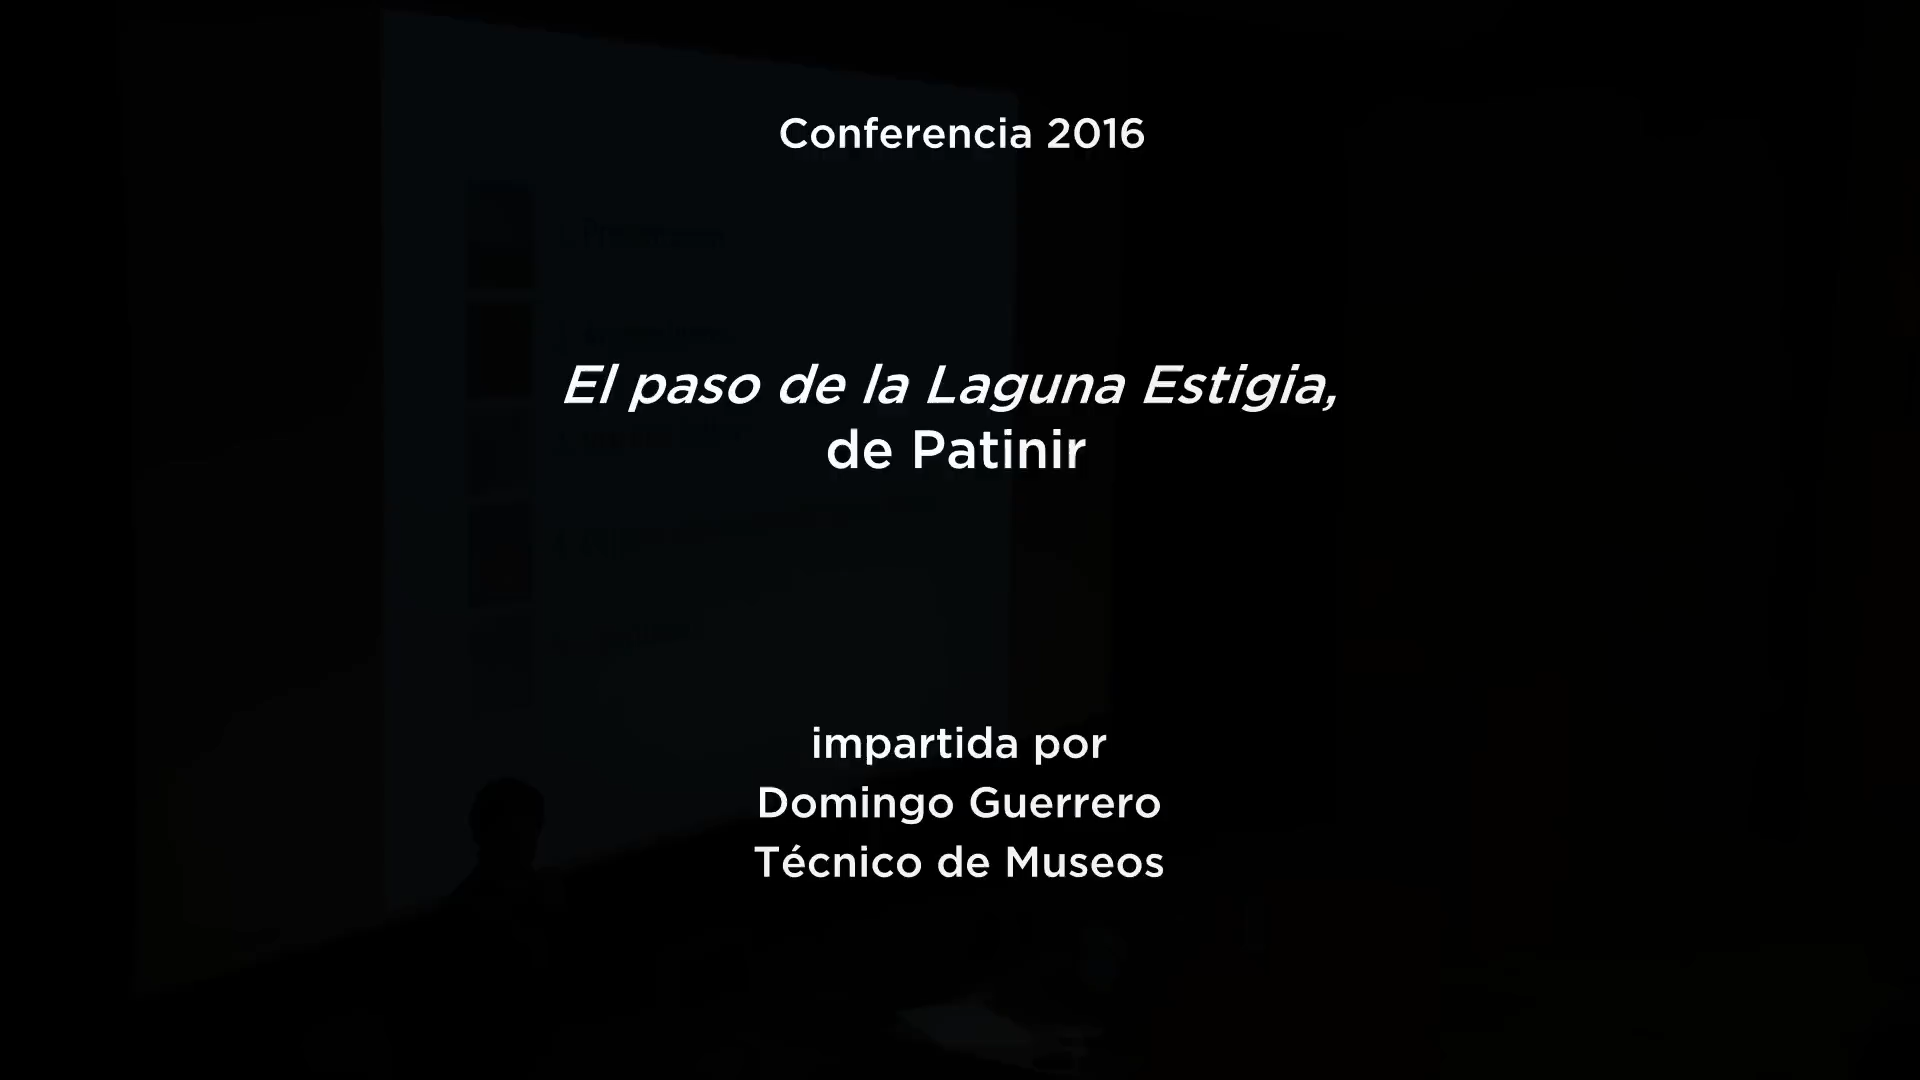 Conferencia 2016
El paso de la Laguna Estigia,
de Patinir
impartida por
Domingo Guerrero
Técnico de Museos